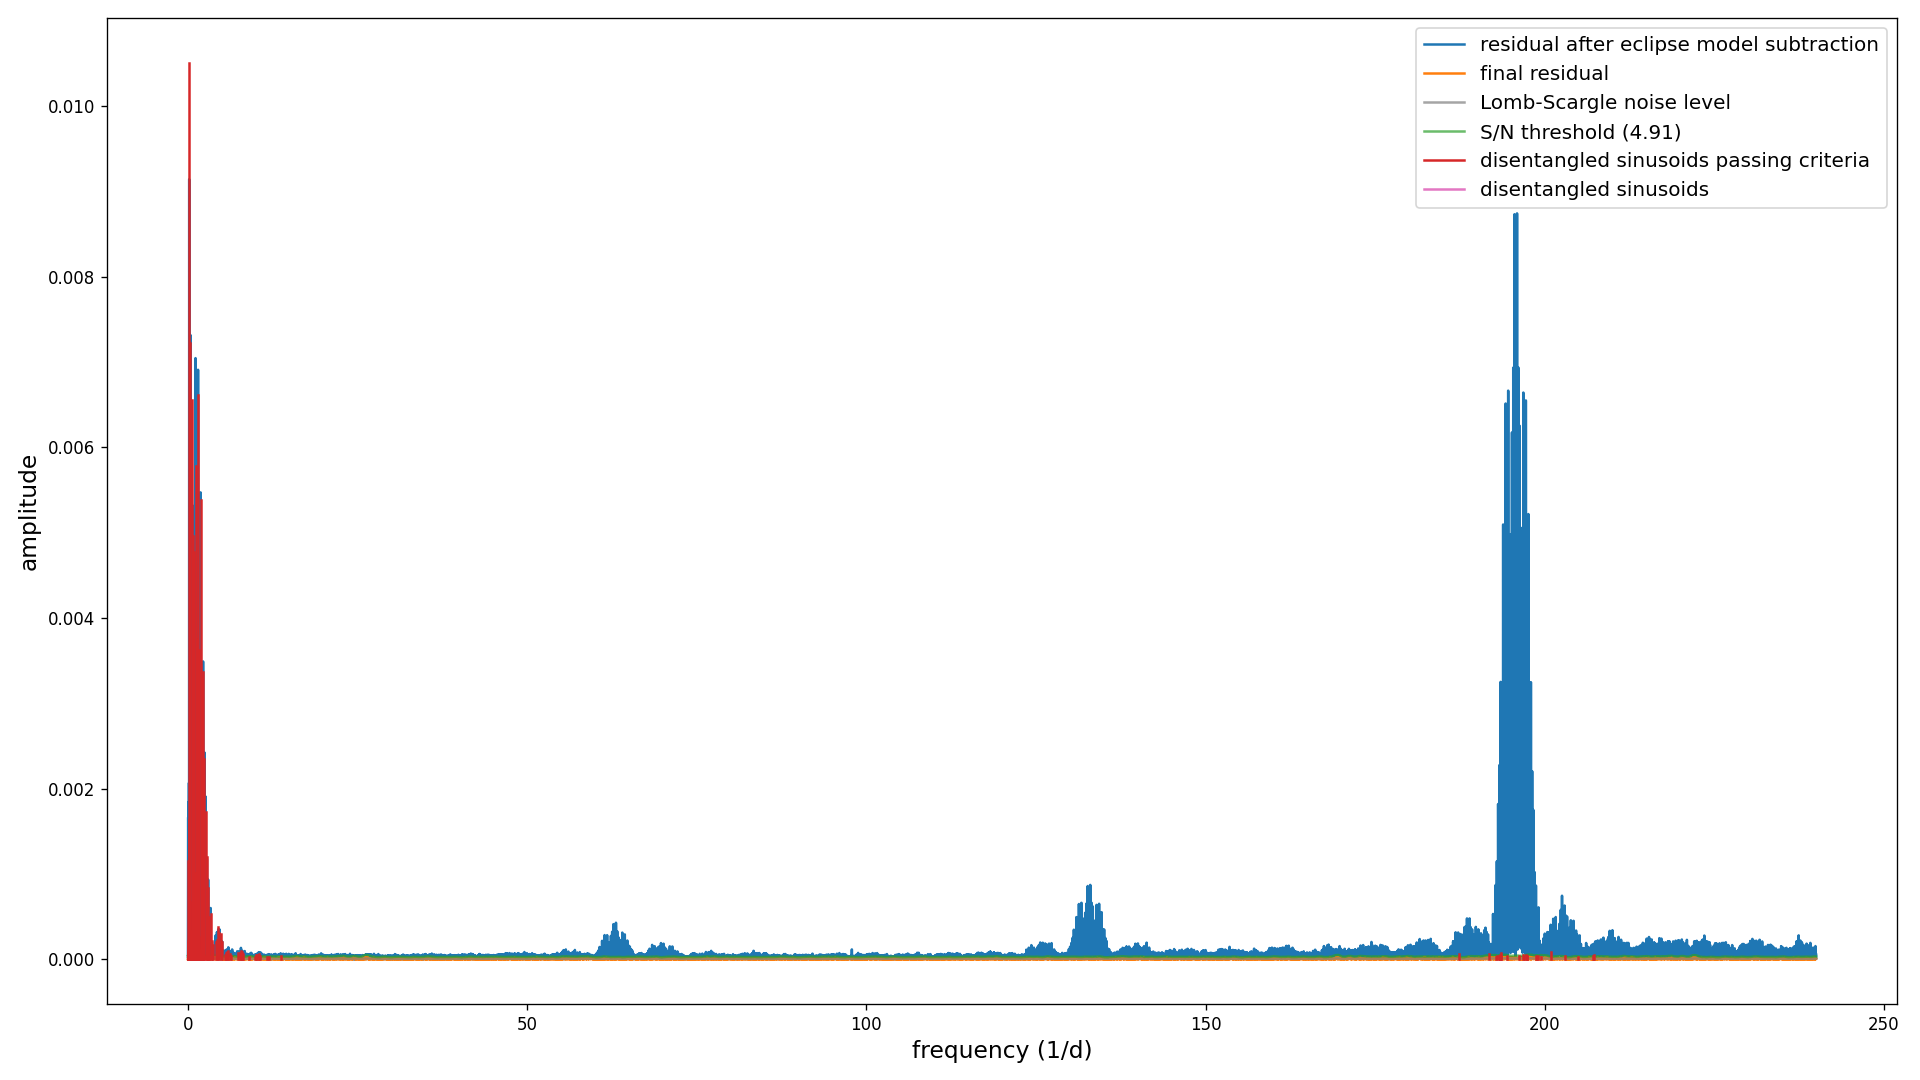 residual after eclipse model subtraction
final residual
Lomb-Scargle noise level
S/N threshold (4.91)
disentangled sinusoids passing criteria
disentangled sinusoids
0.010
0.008
0.006
0.004
0.002
0.000
amplitude
0 50 100 150 200 250
frequency (1/d)